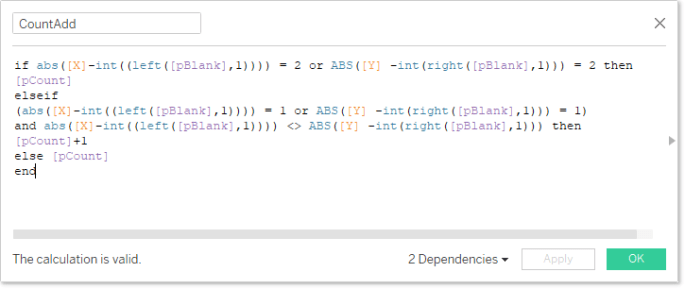 CountAdd
if abs([X]-int((left([pBlank],1)))) = 2 or ABS([Y] -int(right([pBlank],1))) = 2 then
[pCount]
elseif
(abs([X]-int((left([pBlank],1)))) = 1 or ABS([Y] -int(right([pBlank],1))) = 1)
and abs([X]-int((left([pBlank],1)))) <> ABS([Y] -int(right([pBlank],1))) then
[pCount]+1
else [pCount]
end
The calculation is valid. 2 Dependencies Apply OK